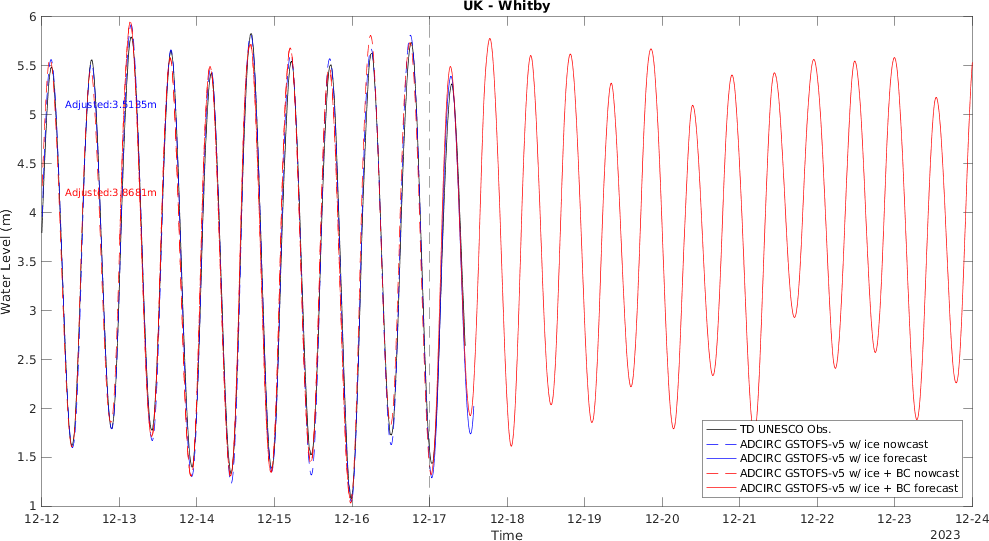 UK - Whitby
Water Level (m)
6
5.5
5
4.5
4
3.5
3
2.5
2
1.5
1
Adjusted:3.5135m
Adjusted:3.8681m
TD UNESCO Obs.
ADCIRC GSTOFS-v5 w/ ice nowcast
ADCIRC GSTOFS-v5 w/ ice forecast
ADCIRC GSTOFS-v5 w/ ice + BC nowcast
ADCIRC GSTOFS-v5 w/ ice + BC forecast
12-12 12-13 12-14 12-15 12-16 12-17 12-18 12-19 12-20 12-21 12-22 12-23 12-24
Time
2023